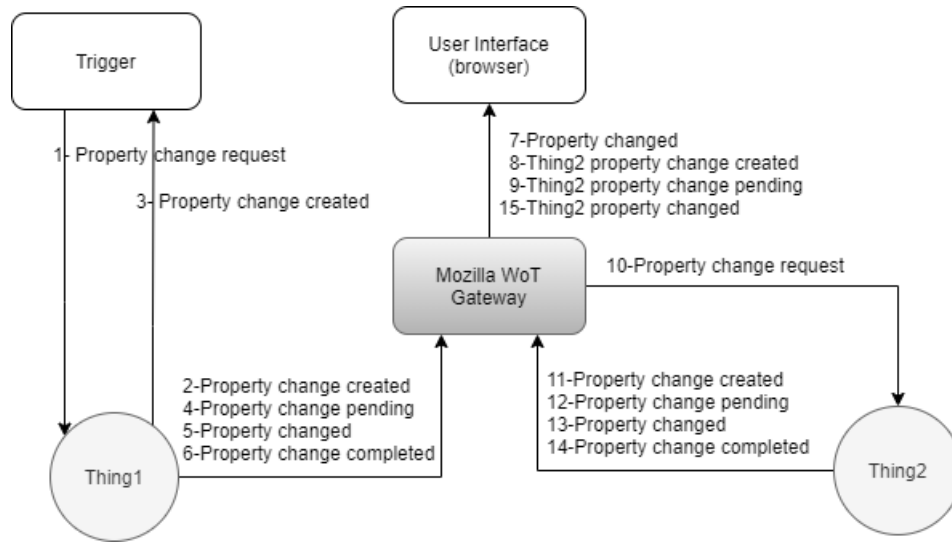 Trigger
User Interface
(browser)
1- Property change request
3- Property change created
7-Property changed
8-Thing2 property change created
9-Thing2 property change pending
15-Thing2 property changed
Mozilla WoT
Gateway
10-Property change request
2-Property change created
4-Property change pending
5-Property changed
6-Property change completed
11-Property change created
12-Property change pending
13-Property changed
14-Property change completed
Thing1
Thing2